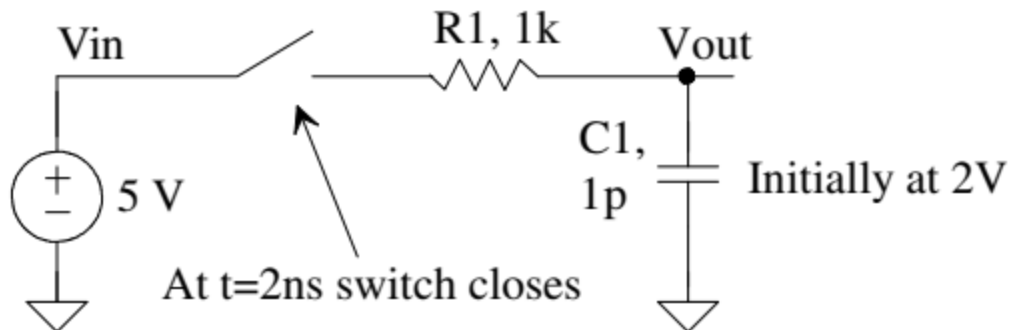 Vin
R1, 1k
Vout
C1,
1p
Initially at 2V
+
−
5 V
At t=2ns switch closes